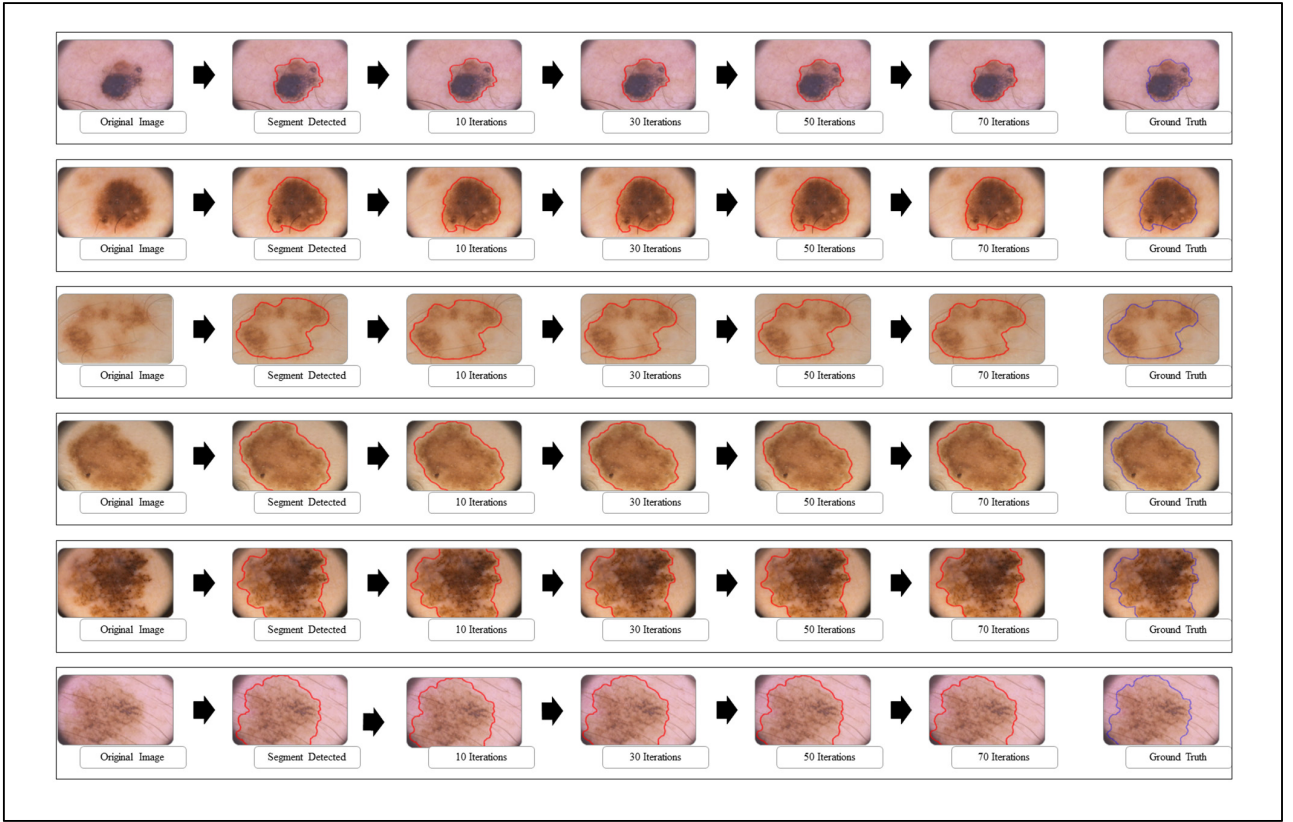 Original Image
Segment Detected
10 Iterations
30 Iterations
50 Iterations
70 Iterations
Ground Truth
Original Image
Segment Detected
10 Iterations
30 Iterations
50 Iterations
70 Iterations
Ground Truth
Original Image
Segment Detected
10 Iterations
30 Iterations
50 Iterations
70 Iterations
Ground Truth
Original Image
Segment Detected
10 Iterations
30 Iterations
50 Iterations
70 Iterations
Ground Truth
Original Image
Segment Detected
10 Iterations
30 Iterations
50 Iterations
70 Iterations
Ground Truth
Original Image
Segment Detected
10 Iterations
30 Iterations
50 Iterations
70 Iterations
Ground Truth